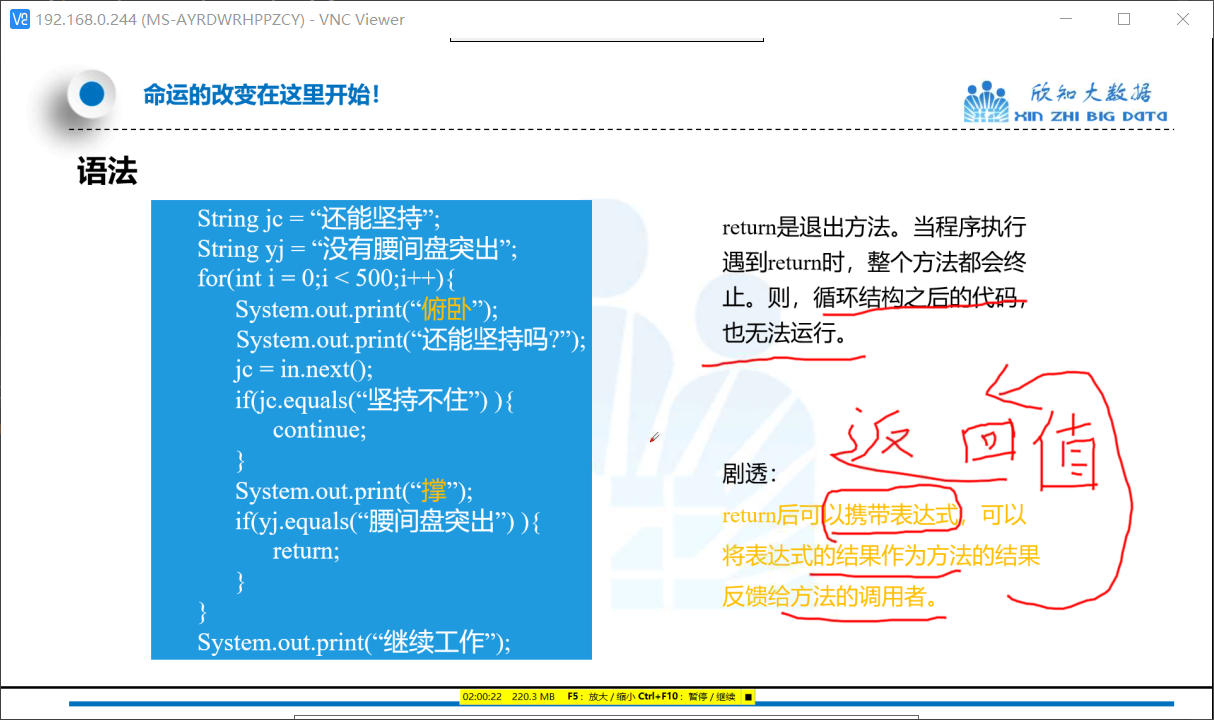 192.168.0.244 (MS-AYRDWRHPPZCY) - VNC Viewer
命运的改变在这里开始！
欣知大数据
XIN ZHI BIG DATA
语法
String jc = “还能坚持”;
String yj = “没有腰间盘突出”;
for(int i = 0;i < 500;i++){
System.out.print(“俯卧”);
System.out.print(“还能坚持吗?”);
jc = in.next();
if(jc.equals(“坚持不住”) ){
continue;
}
System.out.print(“撑”);
if(yj.equals(“腰间盘突出”) ){
return;
}
}
System.out.print(“继续工作”);
return是退出方法。当程序执行
遇到return时，整个方法都会终
止。则，循环结构之后的代码，
也无法运行。
返回值
剧透：
return后可以携带表达式，可以
将表达式的结果作为方法的结果
反馈给方法的调用者。
02:00:22 220.3 MB F5：放大 / 缩小 Ctrl+F10：暂停 / 继续